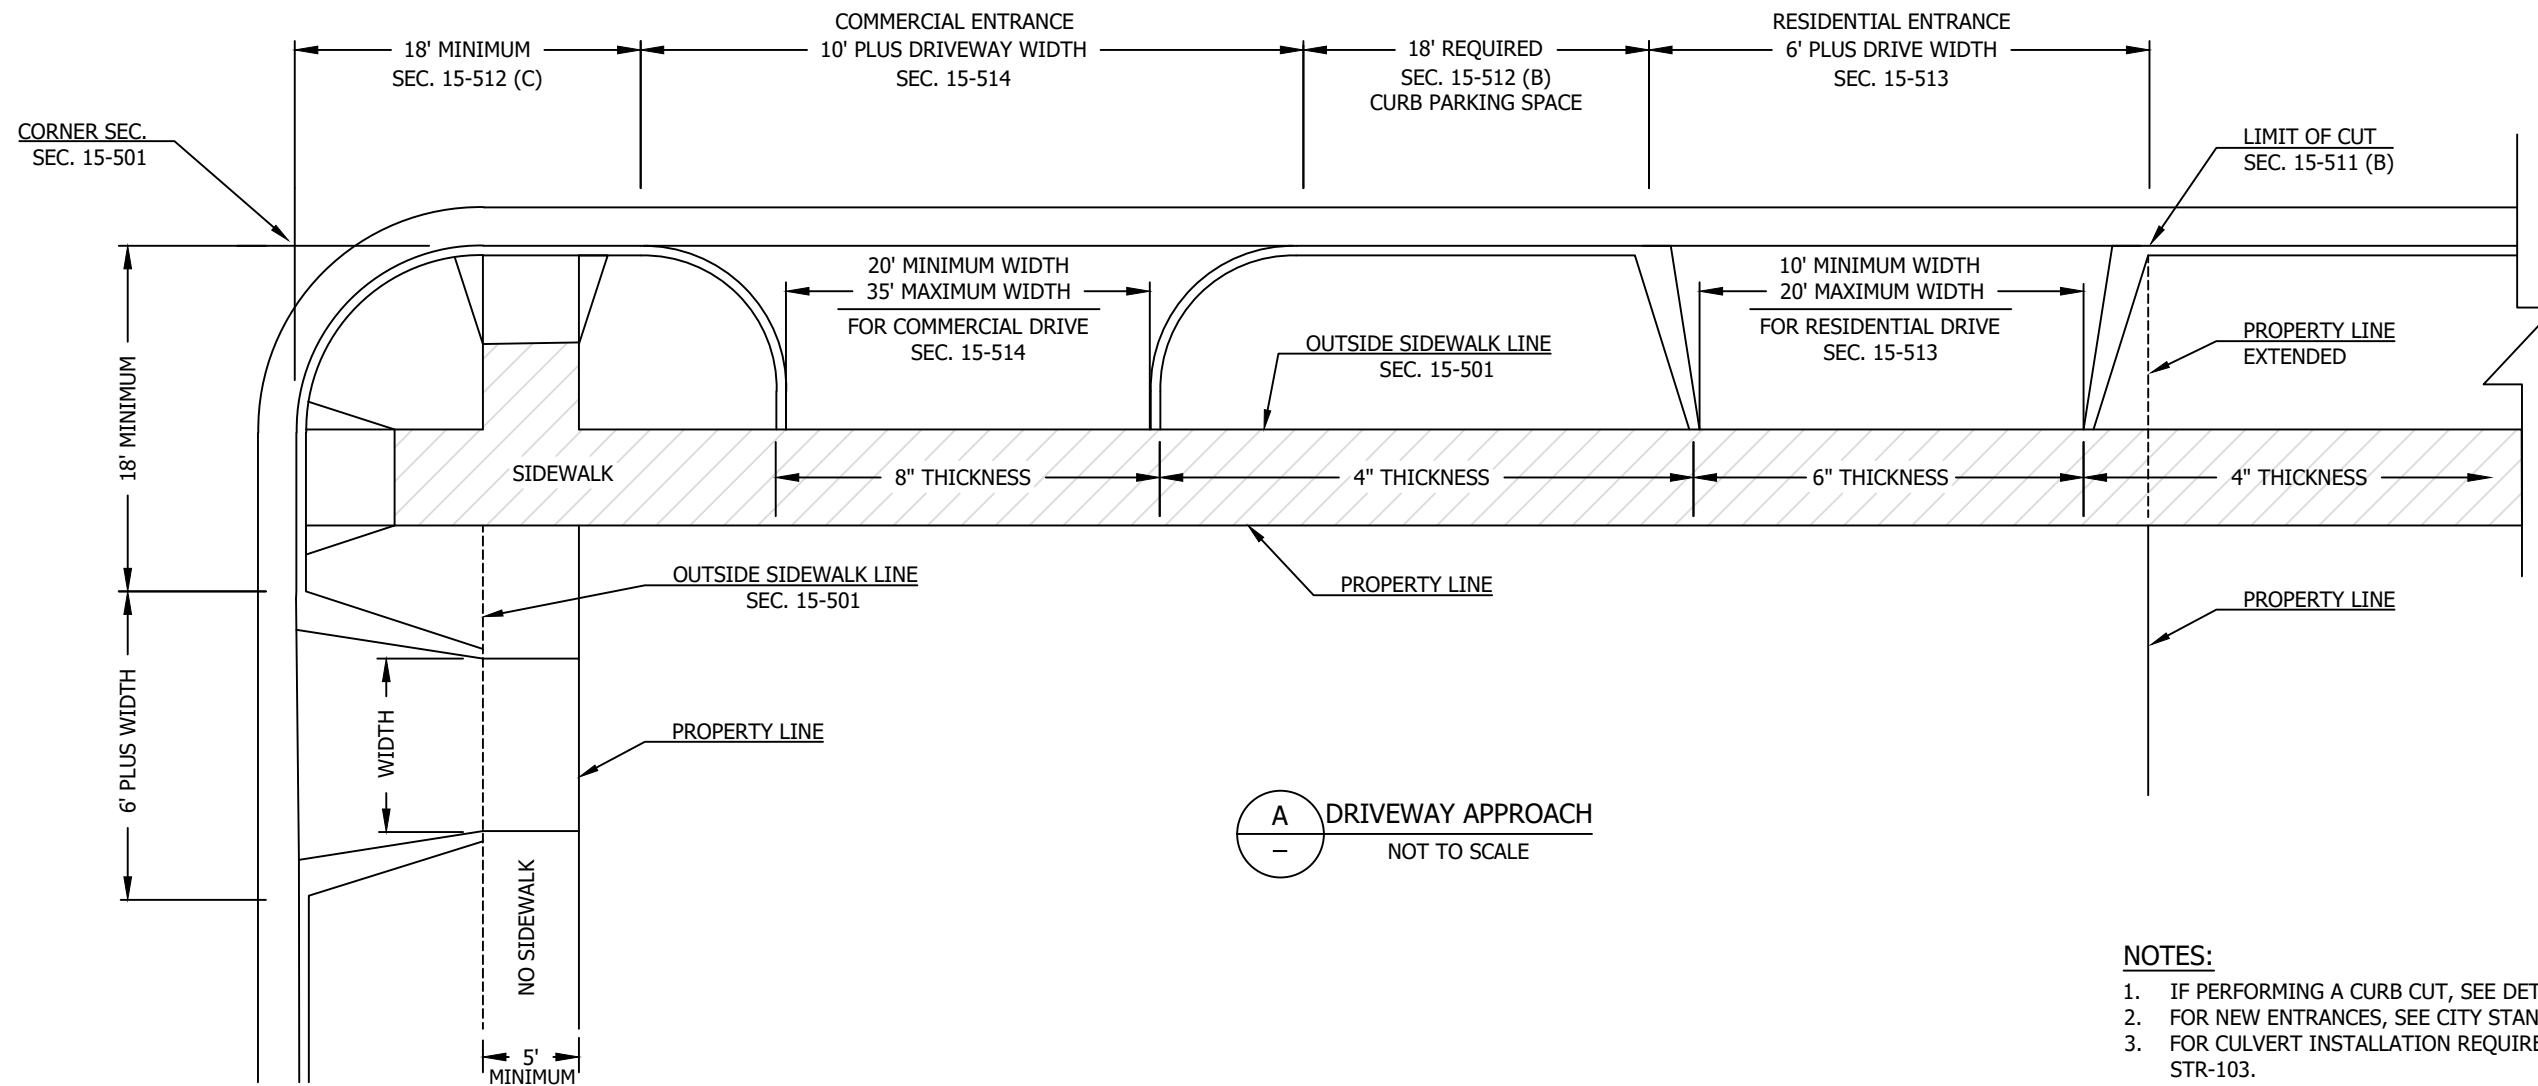 COMMERCIAL ENTRANCE
10' PLUS DRIVEWAY WIDTH
SEC. 15-514
RESIDENTIAL ENTRANCE
6' PLUS DRIVE WIDTH
SEC. 15-513
18' MINIMUM
SEC. 15-512 (C)
18' REQUIRED
SEC. 15-512 (B)
CURB PARKING SPACE
CORNER SEC.
SEC. 15-501
LIMIT OF CUT
SEC. 15-511 (B)
20' MINIMUM WIDTH
35' MAXIMUM WIDTH
FOR COMMERCIAL DRIVE
SEC. 15-514
10' MINIMUM WIDTH
20' MAXIMUM WIDTH
FOR RESIDENTIAL DRIVE
SEC. 15-513
OUTSIDE SIDEWALK LINE
SEC. 15-501
PROPERTY LINE
EXTENDED
18' MINIMUM
SIDEWALK
8" THICKNESS
4" THICKNESS
6" THICKNESS
4" THICKNESS
OUTSIDE SIDEWALK LINE
SEC. 15-501
PROPERTY LINE
PROPERTY LINE
6' PLUS WIDTH
WIDTH
PROPERTY LINE
NO SIDEWALK
5'
MINIMUM
A
–
DRIVEWAY APPROACH
NOT TO SCALE
NOTES:
1. IF PERFORMING A CURB CUT, SEE DET
2. FOR NEW ENTRANCES, SEE CITY STAN
3. FOR CULVERT INSTALLATION REQUIRE
STR-103.